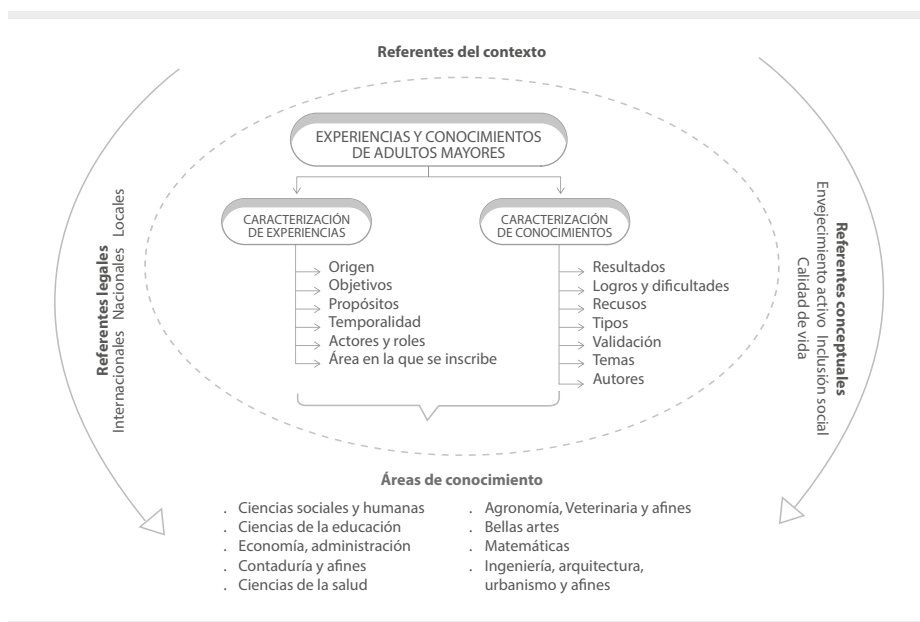 Referentes del contexto
EXPERIENCIAS Y CONOCIMIENTOS
DE ADULTOS MAYORES
CARACTERIZACIÓN
DE EXPERIENCIAS
Origen
Objetivos
Propósitos
Temporalidad
Actores y roles
Área en la que se inscribe
CARACTERIZACIÓN
DE CONOCIMIENTOS
Resultados
Logros y dificultades
Recusos
Tipos
Validación
Temas
Autores
Referentes legales
Internacionales Nacionales Locales
Referentes conceptuales
Envejecimiento activo Inclusión social
Calidad de vida
Áreas de conocimiento
. Ciencias sociales y humanas
. Ciencias de la educación
. Economía, administración
. Contaduría y afines
. Ciencias de la salud
. Agronomía, Veterinaria y afines
. Bellas artes
. Matemáticas
. Ingeniería, arquitectura,
urbanismo y afines